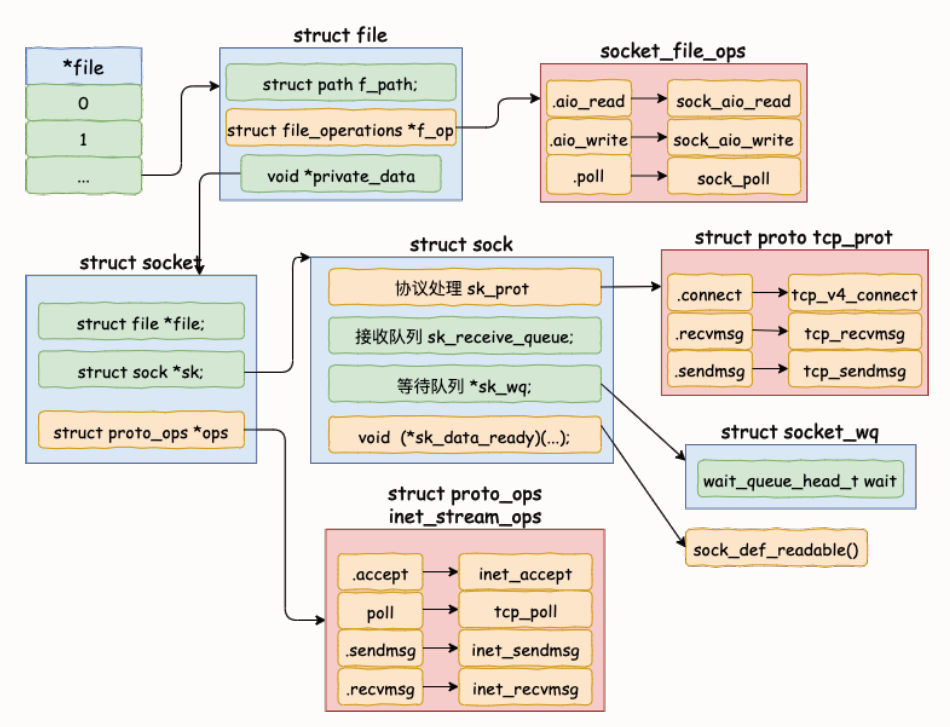 *file
0
1
...
struct file
struct path f_path;
struct file_operations *f_op
void *private_data
socket_file_ops
.aio_read
sock_aio_read
.aio_write
sock_aio_write
.poll
sock_poll
struct socket
struct file *file;
struct sock *sk;
struct proto_ops *ops
struct sock
协议处理 sk_prot
接收队列 sk_receive_queue;
等待队列 *sk_wq;
void (*sk_data_ready)(...);
struct proto tcp_prot
.connect
tcp_v4_connect
.recvmsg
tcp_recvmsg
.sendmsg
tcp_sendmsg
struct socket_wq
wait_queue_head_t wait
sock_def_readable()
struct proto_ops
inet_stream_ops
.accept
inet_accept
poll
tcp_poll
.sendmsg
inet_sendmsg
.recvmsg
inet_recvmsg